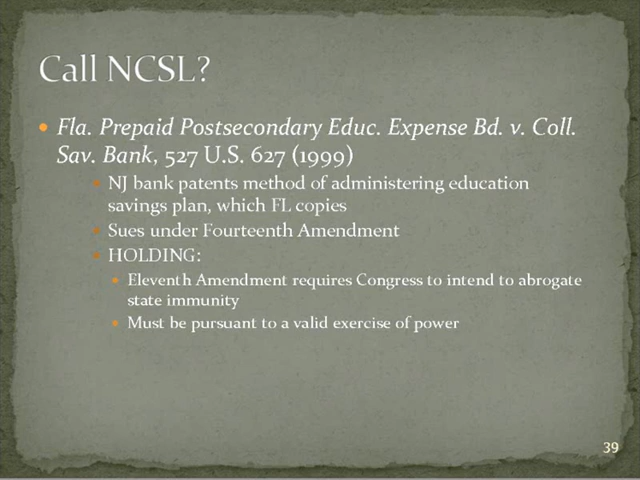 Call NCSL?
• Fla. Prepaid Postsecondary Educ. Expense Bd. v. Coll.
Sav. Bank, 527 U.S. 627 (1999)
• NJ bank patents method of administering education
savings plan, which FL copies
• Sues under Fourteenth Amendment
• HOLDING:
• Eleventh Amendment requires Congress to intend to abrogate
state immunity
• Must be pursuant to a valid exercise of power
39